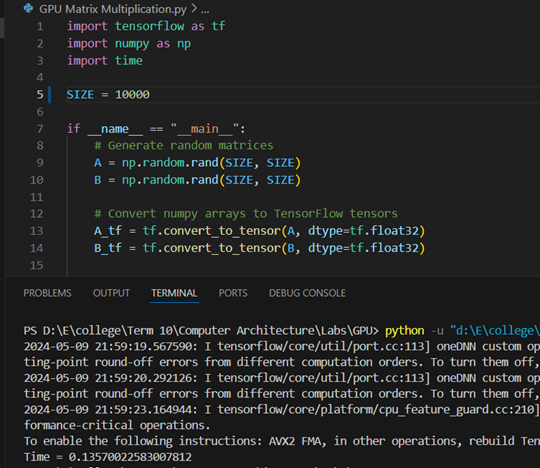 GPU Matrix Multiplication.py > ...
1 import tensorflow as tf
2 import numpy as np
3 import time
4
5 SIZE = 10000
6
7 if __name__ == "__main__":
8 # Generate random matrices
9 A = np.random.rand(SIZE, SIZE)
10 B = np.random.rand(SIZE, SIZE)
11
12 # Convert numpy arrays to TensorFlow tensors
13 A_tf = tf.convert_to_tensor(A, dtype=tf.float32)
14 B_tf = tf.convert_to_tensor(B, dtype=tf.float32)
15
PROBLEMS OUTPUT TERMINAL PORTS DEBUG CONSOLE
PS D:\E\college\Term 10\Computer Architecture\Labs\GPU> python -u "d:\E\college\
2024-05-09 21:59:19.567590: I tensorflow/core/util/port.cc:113] oneDNN custom op
ting-point round-off errors from different computation orders. To turn them off,
2024-05-09 21:59:20.292126: I tensorflow/core/util/port.cc:113] oneDNN custom op
ting-point round-off errors from different computation orders. To turn them off,
2024-05-09 21:59:23.164944: I tensorflow/core/platform/cpu_feature_guard.cc:210]
formance-critical operations.
To enable the following instructions: AVX2 FMA, in other operations, rebuild Ten
Time = 0.13570022583007812